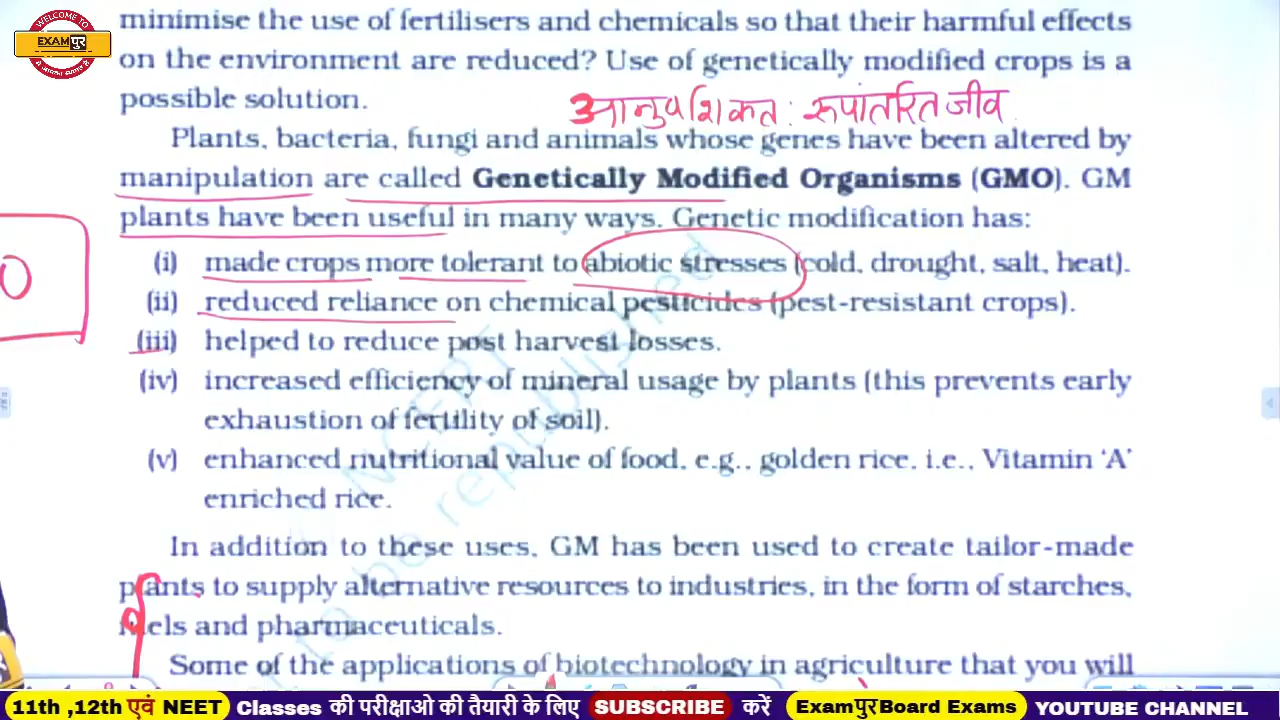 WELCOME TO
EXAMपुर
minimise the use of fertilisers and chemicals so that their harmful effects
on the environment are reduced? Use of genetically modified crops is a
possible solution.
आनुवंशिकत: रूपांतरित जीव
Plants, bacteria, fungi and animals whose genes have been altered by
manipulation are called Genetically Modified Organisms (GMO). GM
plants have been useful in many ways. Genetic modification has:
(i) made crops more tolerant to abiotic stresses (cold, drought, salt, heat).
(ii) reduced reliance on chemical pesticides (pest-resistant crops).
(iii) helped to reduce post harvest losses.
(iv) increased efficiency of mineral usage by plants (this prevents early
exhaustion of fertility of soil).
(v) enhanced nutritional value of food, e.g., golden rice, i.e., Vitamin ‘A’
enriched rice.
In addition to these uses, GM has been used to create tailor-made
plants to supply alternative resources to industries, in the form of starches,
fuels and pharmaceuticals.
Some of the applications of biotechnology in agriculture that you will
11th ,12th एवं NEET Classes की परीक्षाओ की तैयारी के लिए SUBSCRIBE करें Examपुर Board Exams YOUTUBE CHANNEL